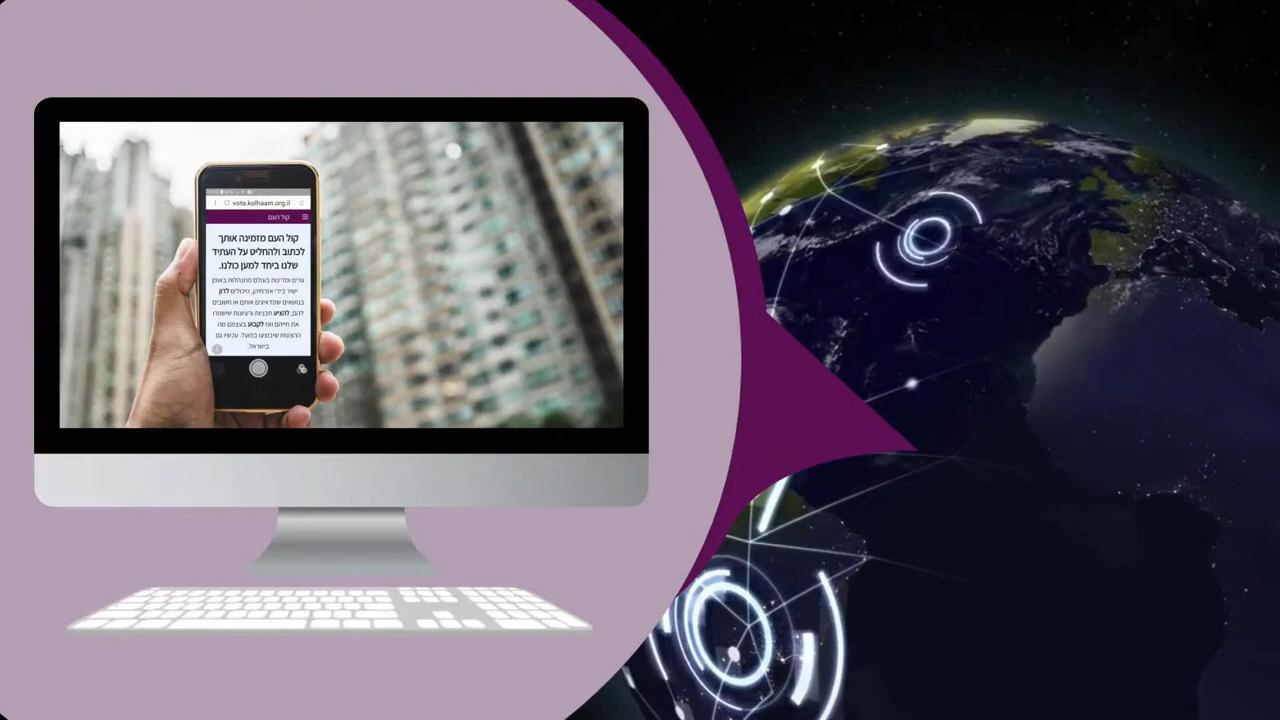 vote.kolhaam.org.il
קול העם
קול העם מזמינה אותך
לכתוב ולהחליט על העתיד
שלנו ביחד למען כולנו.
ערים ומדינות בעולם מתנהלות באופן
ישיר בידי אזרחיהן, היכולים לדון
בנושאים שמדאיגים אותם או חשובים
להם, להציע תבניות ורעיונות שישפרו
את חייהם ואז לקבוע בעצמם מה
ההצעות שיבוצעו בפועל. עכשיו גם
בישראל.